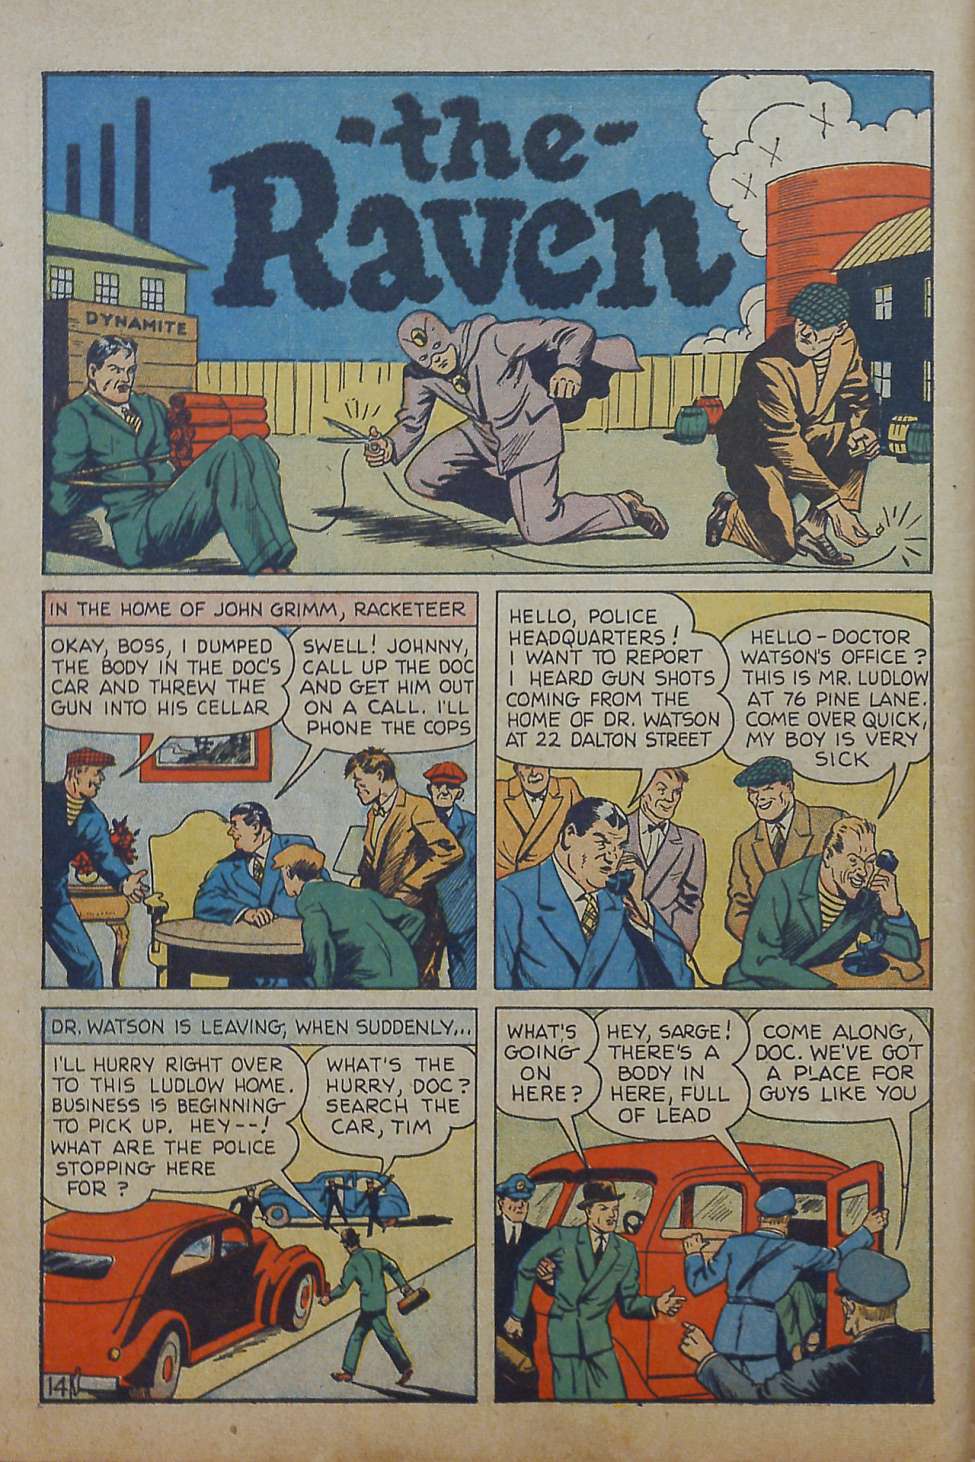 -the-
Raven
DYNAMITE
IN THE HOME OF JOHN GRIMM, RACKETEER
OKAY, BOSS, I DUMPED
THE BODY IN THE DOC'S
CAR AND THREW THE
GUN INTO HIS CELLAR
SWELL! JOHNNY,
CALL UP THE DOC
AND GET HIM OUT
ON A CALL. I'LL
PHONE THE COPS
HELLO, POLICE
HEADQUARTERS!
I WANT TO REPORT
I HEARD GUN SHOTS
COMING FROM THE
HOME OF DR. WATSON
AT 22 DALTON STREET
HELLO-DOCTOR
WATSON'S OFFICE?
THIS IS MR. LUDLOW
AT 76 PINE LANE.
COME OVER QUICK,
MY BOY IS VERY
SICK
DR. WATSON IS LEAVING, WHEN SUDDENLY...
I'LL HURRY RIGHT OVER
TO THIS LUDLOW HOME.
BUSINESS IS BEGINNING
TO PICK UP. HEY--!
WHAT ARE THE POLICE
STOPPING HERE
FOR?
WHAT'S THE
HURRY, DOC?
SEARCH THE
CAR, TIM
14
WHAT'S
GOING
ON
HERE?
HEY, SARGE!
THERE'S A
BODY IN
HERE, FULL
OF LEAD
COME ALONG,
DOC. WE'VE GOT
A PLACE FOR
GUYS LIKE YOU